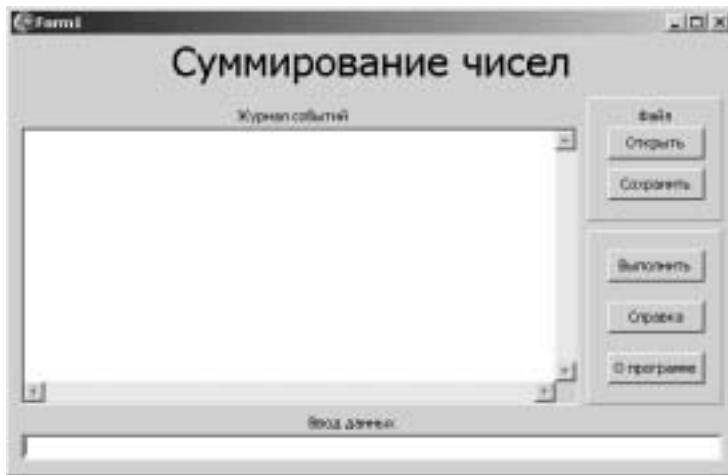 Form1
Суммирование чисел
Журнал событий
Файл
Открыть
Сохранить
Выполнить
Справка
О программе
Ввод данных